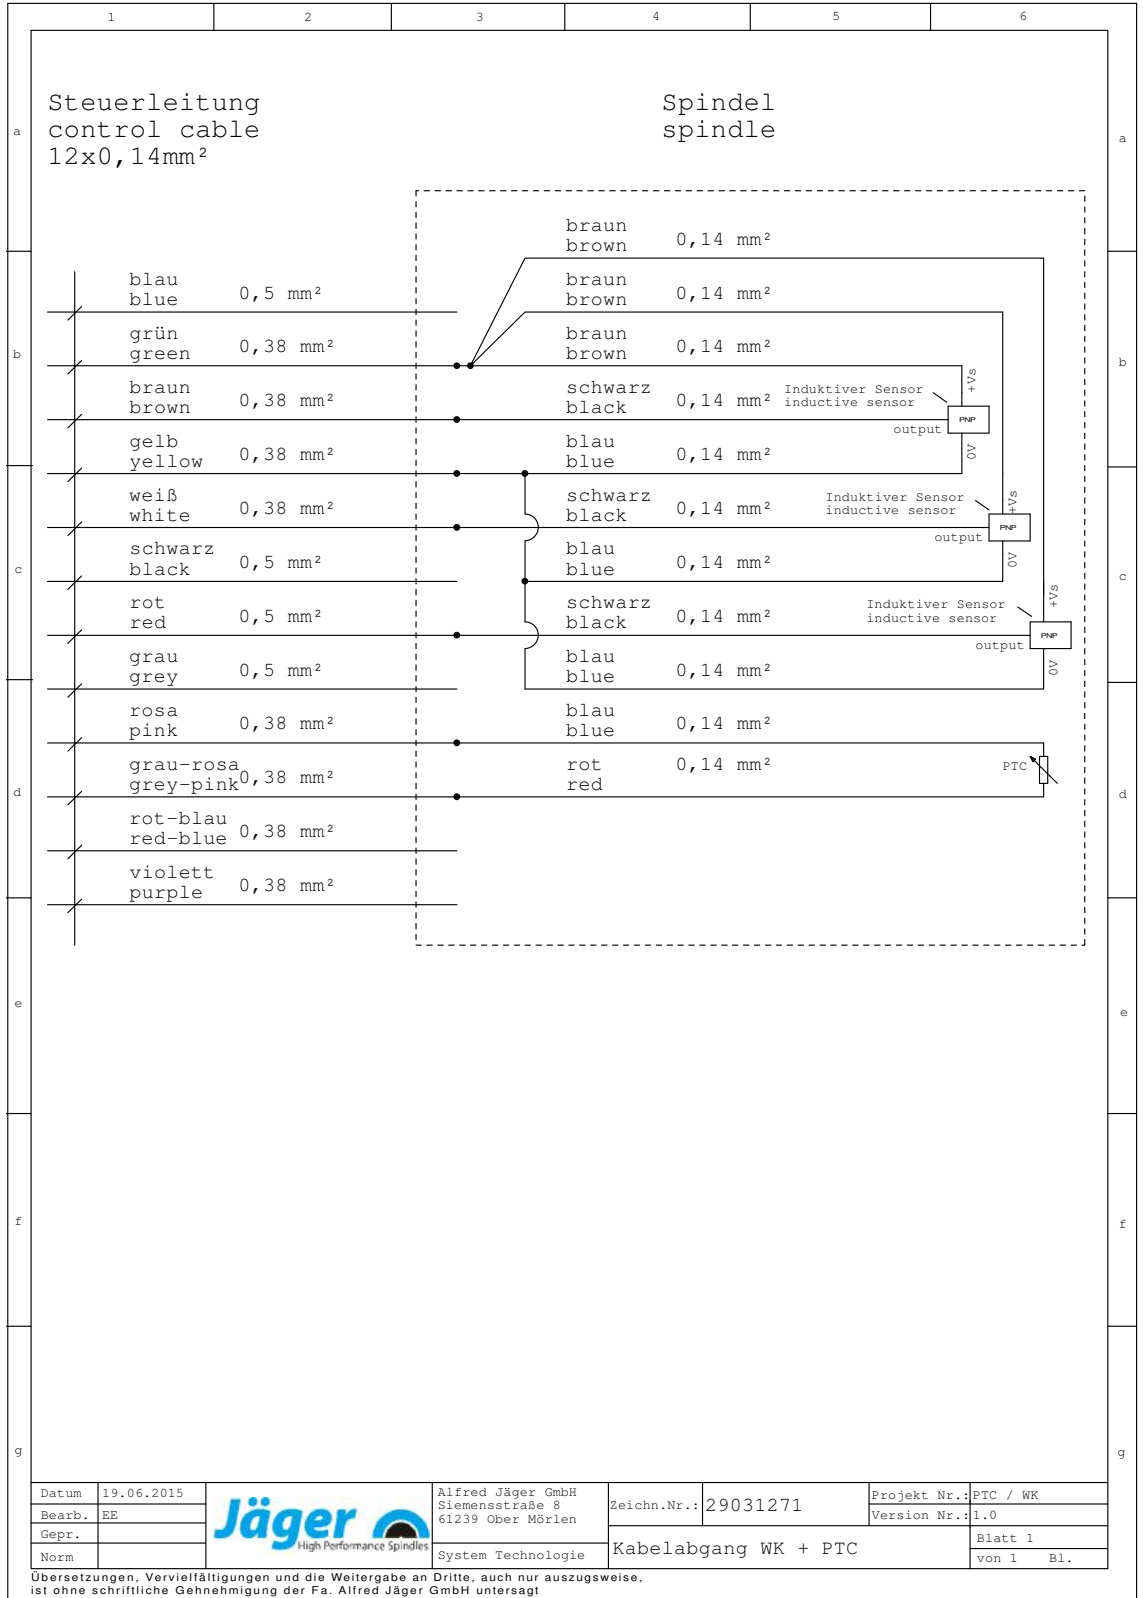 1 2 3 4 5 6
Steuerleitung
control cable
12x0,14mm²
Spindel
spindle
a a
braun
brown 0,14 mm²
blau
blue 0,5 mm²
braun
brown 0,14 mm²
grün
green 0,38 mm²
braun
brown 0,14 mm²
b b
braun
brown 0,38 mm²
schwarz
black 0,14 mm²
Induktiver Sensor
inductive sensor
+Vs
PNP
output
0V
gelb
yellow 0,38 mm²
blau
blue 0,14 mm²
weiß
white 0,38 mm²
schwarz
black 0,14 mm²
Induktiver Sensor
inductive sensor
+Vs
PNP
output
0V
schwarz
black 0,5 mm²
blau
blue 0,14 mm²
c c
rot
red 0,5 mm²
schwarz
black 0,14 mm²
Induktiver Sensor
inductive sensor
+Vs
PNP
output
0V
grau
grey 0,5 mm²
blau
blue 0,14 mm²
rosa
pink 0,38 mm²
blau
blue 0,14 mm²
grau-rosa
grey-pink 0,38 mm²
rot
red 0,14 mm²
PTC
d d
rot-blau
red-blue 0,38 mm²
violett
purple 0,38 mm²
e e
f f
g g
Datum 19.06.2015
Bearb. EE
Gepr.
Norm
Jäger
High Performance Spindles
Alfred Jäger GmbH
Siemensstraße 8
61239 Ober Mörlen
System Technologie
Zeichn.Nr.: 29031271
Kabelabgang WK + PTC
Projekt Nr.: PTC / WK
Version Nr.: 1.0
Blatt 1
von 1 Bl.
Übersetzungen, Vervielfältigungen und die Weitergabe an Dritte, auch nur auszugsweise,
ist ohne schriftliche Gehnehmigung der Fa. Alfred Jäger GmbH untersagt